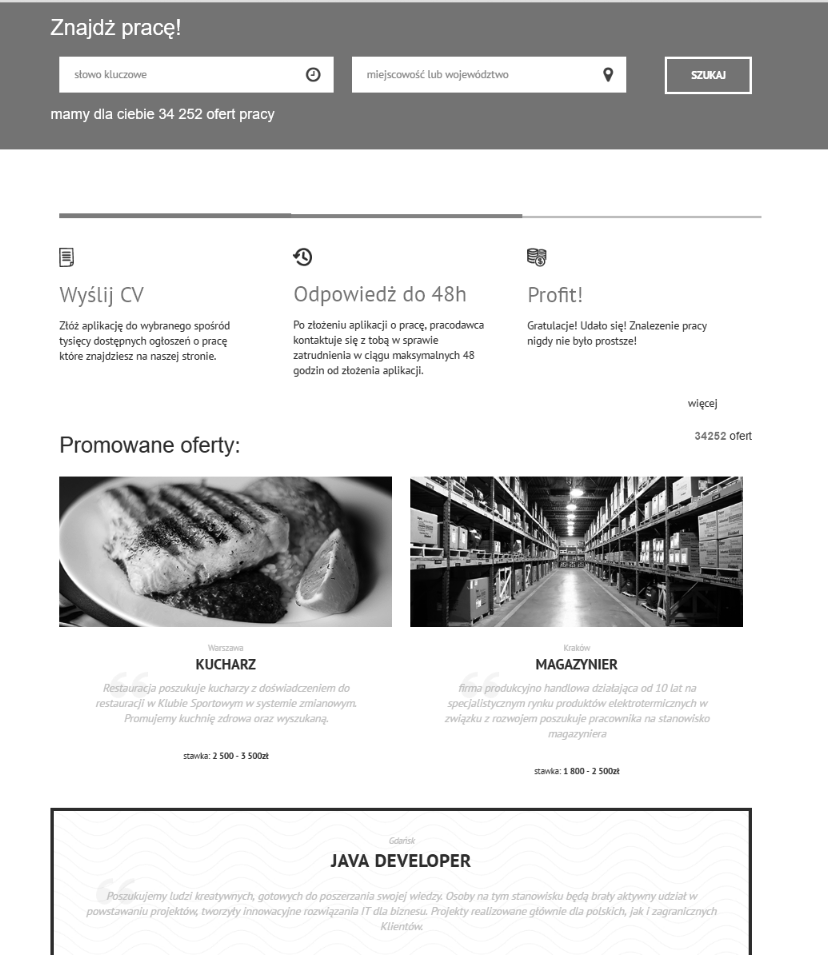 Znajdź pracę!
słowo kluczowe
miejscowość lub województwo
SZUKAJ
mamy dla ciebie 34 252 ofert pracy
Wyślij CV
Złóż aplikację do wybranego spośród
tysięcy dostępnych ogłoszeń o pracę
które znajdziesz na naszej stronie.
Odpowiedź do 48h
Po złożeniu aplikacji o pracę, pracodawca
kontaktuje się z tobą w sprawie
zatrudnienia w ciągu maksymalnych 48
godzin od złożenia aplikacji.
Profit!
Gratulacje! Udało się! Znalezenie pracy
nigdy nie było prostsze!
więcej
34252 ofert
Promowane oferty:
Warszawa
KUCHARZ
Restauracja poszukuje kucharzy z doświadczeniem do
restauracji w Klubie Sportowym w systemie zmianowym.
Promujemy kuchnię zdrowa oraz wyszukaną.
stawka: 2 500 - 3 500zł
Kraków
MAGAZYNIER
firma produkcyjno handlowa działająca od 10 lat na
specjalistycznym rynku produktów elektrotermicznych w
związku z rozwojem poszukuje pracownika na stanowisko
magazyniera
stawka: 1 800 - 2 500zł
Gdańsk
JAVA DEVELOPER
Poszukujemy ludzi kreatywnych, gotowych do poszerzania swojej wiedzy. Osoby na tym stanowisku będą brały aktywny udział w
powstawaniu projektów, tworzyły innowacyjne rozwiązania IT dla biznesu. Projekty realizowane głównie dla polskich, jak i zagranicznych
Klientów.